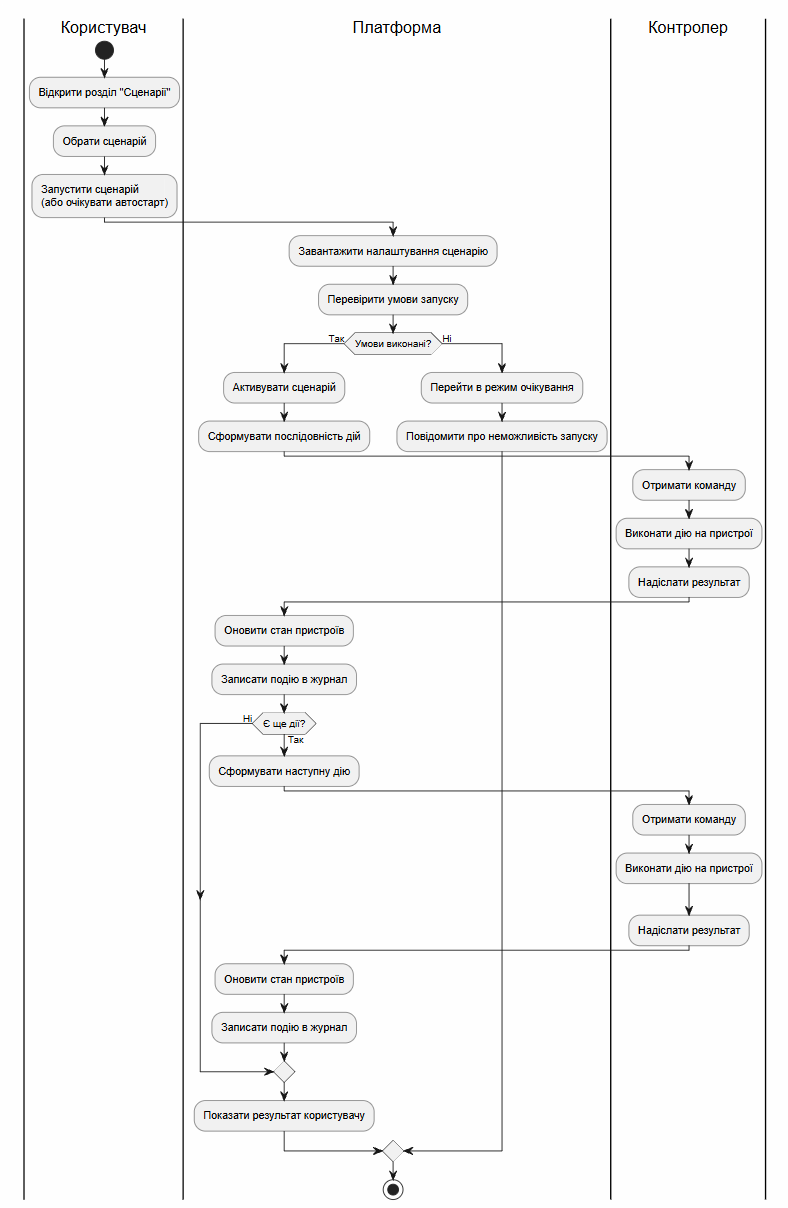 Користувач
Платформа
Контролер
Відкрити розділ "Сценарії"
Обрати сценарій
Запустити сценарій
(або очікувати автостарт)
Завантажити налаштування сценарію
Перевірити умови запуску
Так
Умови виконані?
Ні
Активувати сценарій
Перейти в режим очікування
Сформувати послідовність дій
Повідомити про неможливість запуску
Отримати команду
Виконати дію на пристрої
Надіслати результат
Оновити стан пристроїв
Записати подію в журнал
Ні
Є ще дії?
Так
Сформувати наступну дію
Отримати команду
Виконати дію на пристрої
Надіслати результат
Оновити стан пристроїв
Записати подію в журнал
Показати результат користувачу